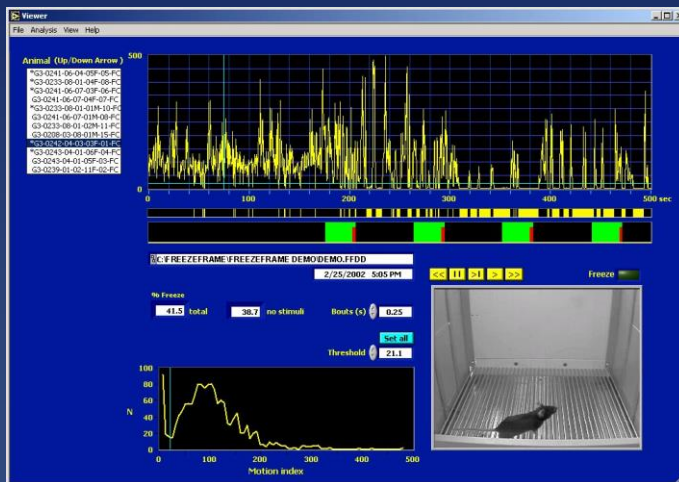 Viewer
File Analysis View Help
Animal (Up/Down Arrow )
*G3-0241-06-04-05F-05-FC
*G3-0233-08-01-04F-08-FC
*G3-0241-06-07-03F-06-FC
G3-0241-06-07-04F-07-FC
*G3-0233-08-01-01M-10-FC
G3-0241-06-07-01M-08-FC
G3-0233-08-01-02M-11-FC
G3-0208-03-08-01M-15-FC
*G3-0242-04-03-03F-01-FC
*G3-0243-04-01-06F-04-FC
G3-0243-04-01-05F-03-FC
G3-0239-01-02-11F-02-FC
500
0
0 100 200 300 400 500 sec
C:\FREEZEFRAME\FREEZEFRAME DEMO\DEMO.FFDD
2/25/2002 5:05 PM
<< II >I > >>
Freeze
% Freeze
41.5 total 38.7 no stimuli Bouts (s) 0.25
Set all
Threshold 21.1
100
80
60
N
40
20
0
0 100 200 300 400 500
Motion index